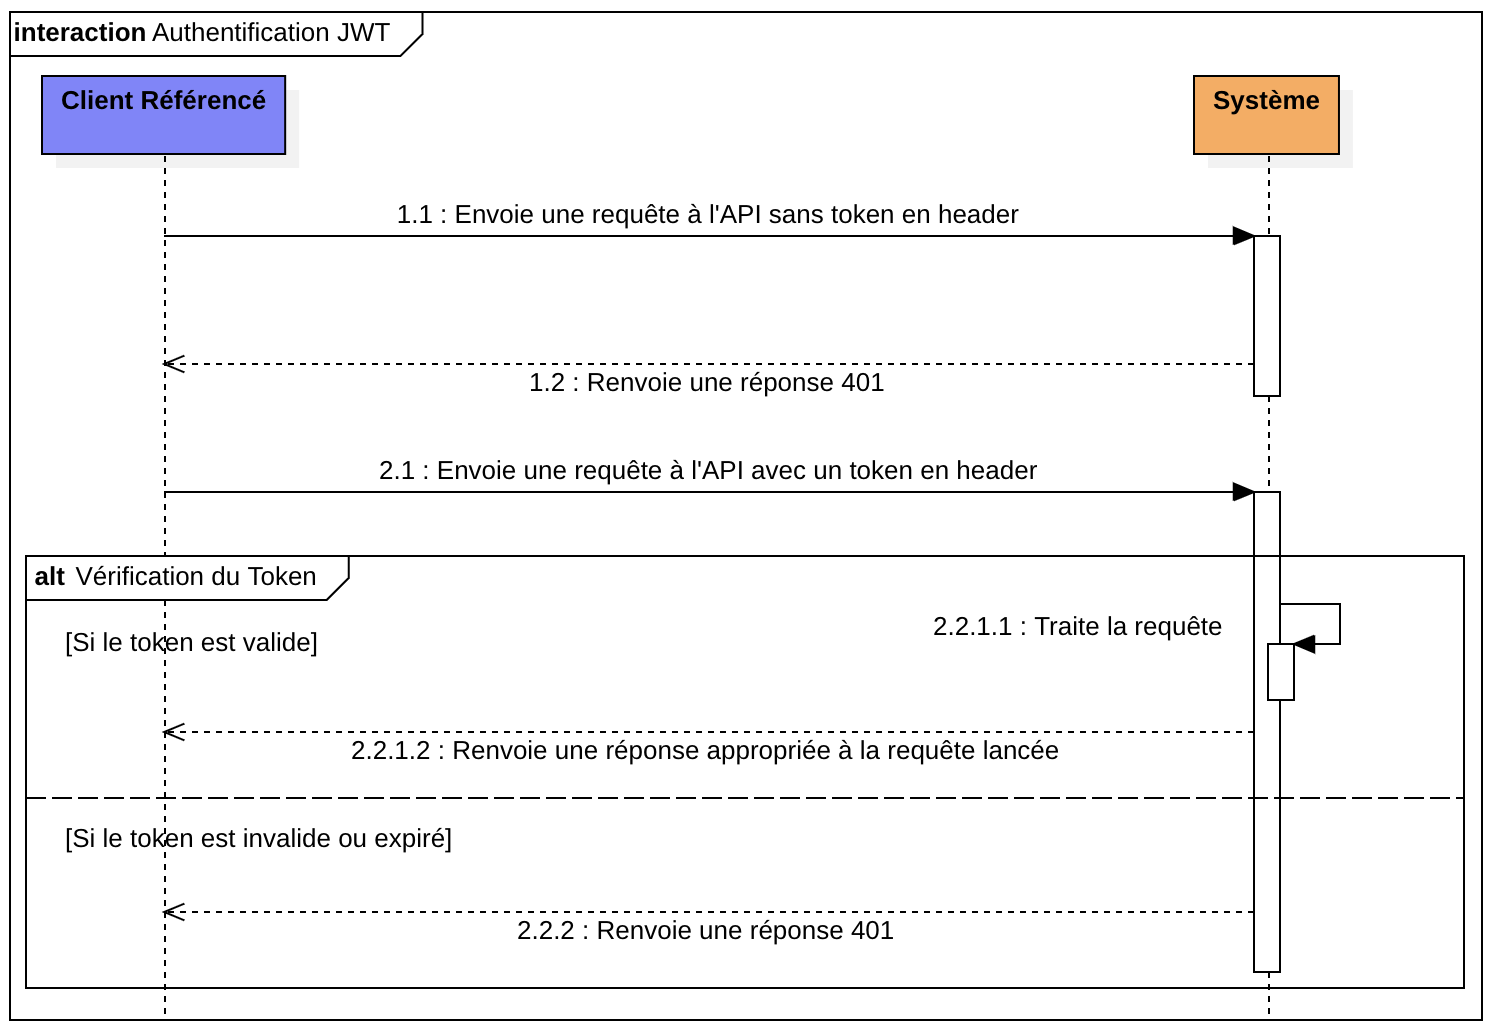 interaction Authentification JWT
Client Référencé
Système
1.1 : Envoie une requête à l'API sans token en header
1.2 : Renvoie une réponse 401
2.1 : Envoie une requête à l'API avec un token en header
alt Vérification du Token
[Si le token est valide]
2.2.1.1 : Traite la requête
2.2.1.2 : Renvoie une réponse appropriée à la requête lancée
[Si le token est invalide ou expiré]
2.2.2 : Renvoie une réponse 401